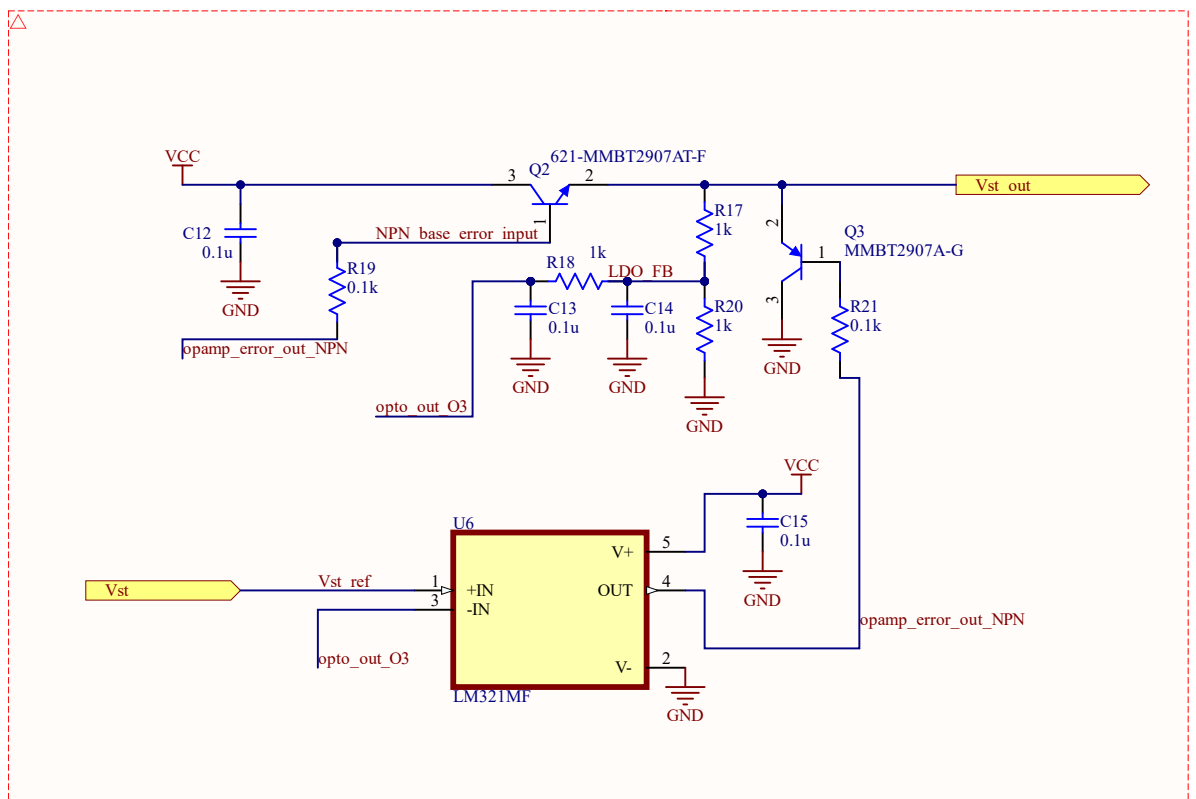 621-MMBT2907AT-F
VCC
Q2
3
2
Vst_out
1
R17
1k
2
Q3
MMBT2907A-G
1
C12
0.1u
NPN_base_error_input
R18
1k
LDO_FB
R19
0.1k
GND
C13
0.1u
C14
0.1u
R20
1k
3
R21
0.1k
opamp_error_out_NPN
GND
GND
GND
opto_out_O3
GND
VCC
U6
C15
0.1u
V+
5
Vst
Vst_ref
1
+IN
OUT
4
GND
3
-IN
opamp_error_out_NPN
opto_out_O3
V-
2
LM321MF
GND